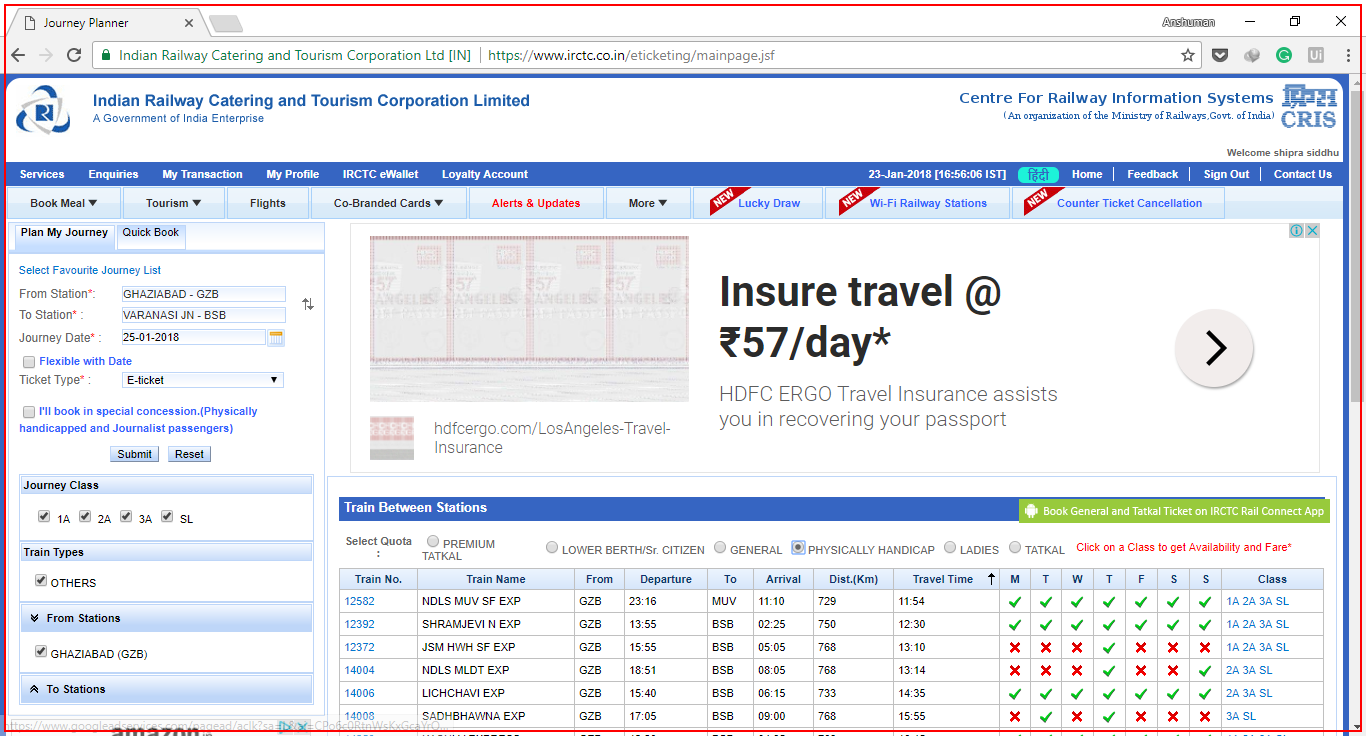 Journey Planner
Anshuman
Indian Railway Catering and Tourism Corporation Ltd [IN] https://www.irctc.co.in/eticketing/mainpage.jsf
Indian Railway Catering and Tourism Corporation Limited
A Government of India Enterprise
Centre For Railway Information Systems
(An organization of the Ministry of Railways,Govt. of India)
CRIS
Welcome shipra siddhu
Services Enquiries My Transaction My Profile IRCTC eWallet Loyalty Account 23-Jan-2018 [16:56:06 IST] हिंदी Home Feedback Sign Out Contact Us
Book Meal ▼ Tourism ▼ Flights Co-Branded Cards ▼ Alerts & Updates More ▼ NEW Lucky Draw NEW Wi-Fi Railway Stations NEW Counter Ticket Cancellation
Plan My Journey Quick Book
Select Favourite Journey List
From Station*: GHAZIABAD - GZB
To Station* : VARANASI JN - BSB
Journey Date* : 25-01-2018
Flexible with Date
Ticket Type* : E-ticket
I'll book in special concession.(Physically
handicapped and Journalist passengers)
Submit Reset
Journey Class
1A 2A 3A SL
Train Types
OTHERS
From Stations
GHAZIABAD (GZB)
To Stations
Insure travel @
₹57/day*
HDFC ERGO Travel Insurance assists
you in recovering your passport
hdfcergo.com/LosAngeles-Travel-
Insurance
Train Between Stations
Book General and Tatkal Ticket on IRCTC Rail Connect App
Select Quota : PREMIUM TATKAL LOWER BERTH/Sr. CITIZEN GENERAL PHYSICALLY HANDICAP LADIES TATKAL Click on a Class to get Availability and Fare*
Train No. Train Name From Departure To Arrival Dist.(Km) Travel Time M T W T F S S Class
12582 NDLS MUV SF EXP GZB 23:16 MUV 11:10 729 11:54 1A 2A 3A SL
12392 SHRAMJEVI N EXP GZB 13:55 BSB 02:25 750 12:30 1A 2A 3A SL
12372 JSM HWH SF EXP GZB 15:55 BSB 05:05 768 13:10 1A 2A 3A SL
14004 NDLS MLDT EXP GZB 18:51 BSB 08:05 768 13:14 2A 3A SL
14006 LICHCHAVI EXP GZB 15:40 BSB 06:15 733 14:35 2A 3A SL
14008 SADHBHAWNA EXP GZB 17:05 BSB 09:00 768 15:55 3A SL
amazon